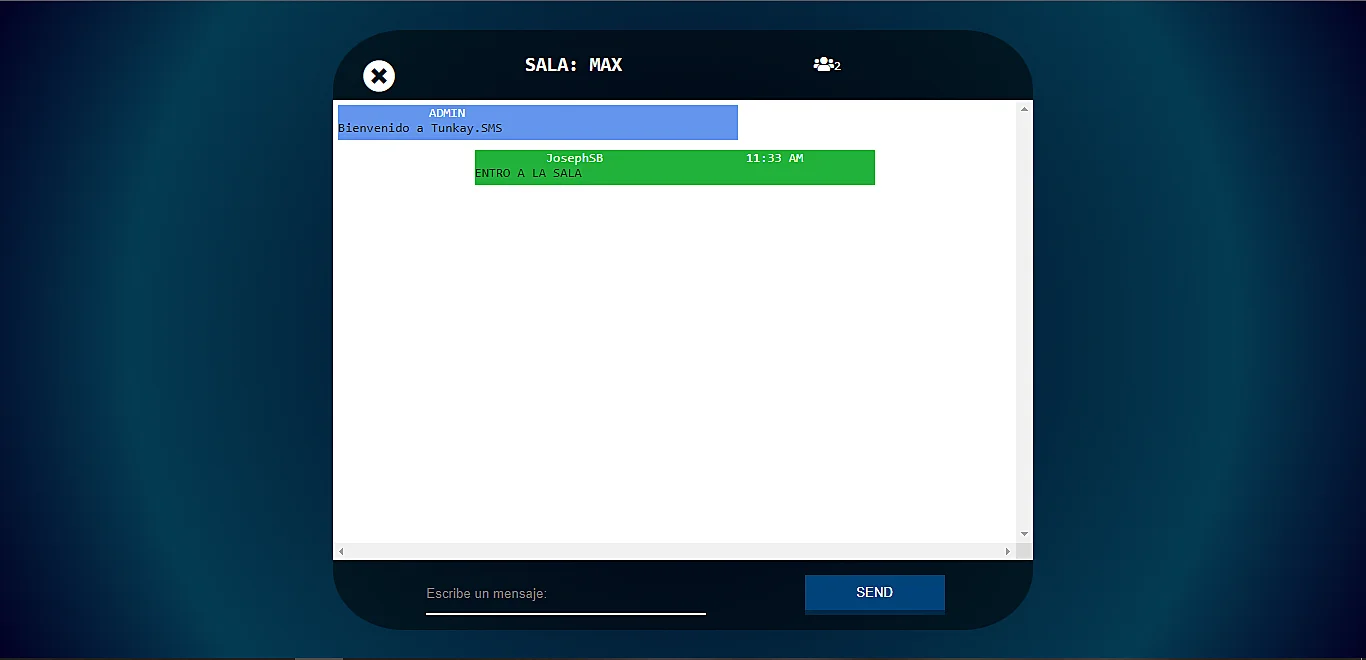 SALA: MAX
2
ADMIN
Bienvenido a Tunkay.SMS
JosephSB 11:33 AM
ENTRO A LA SALA
Escribe un mensaje:
SEND